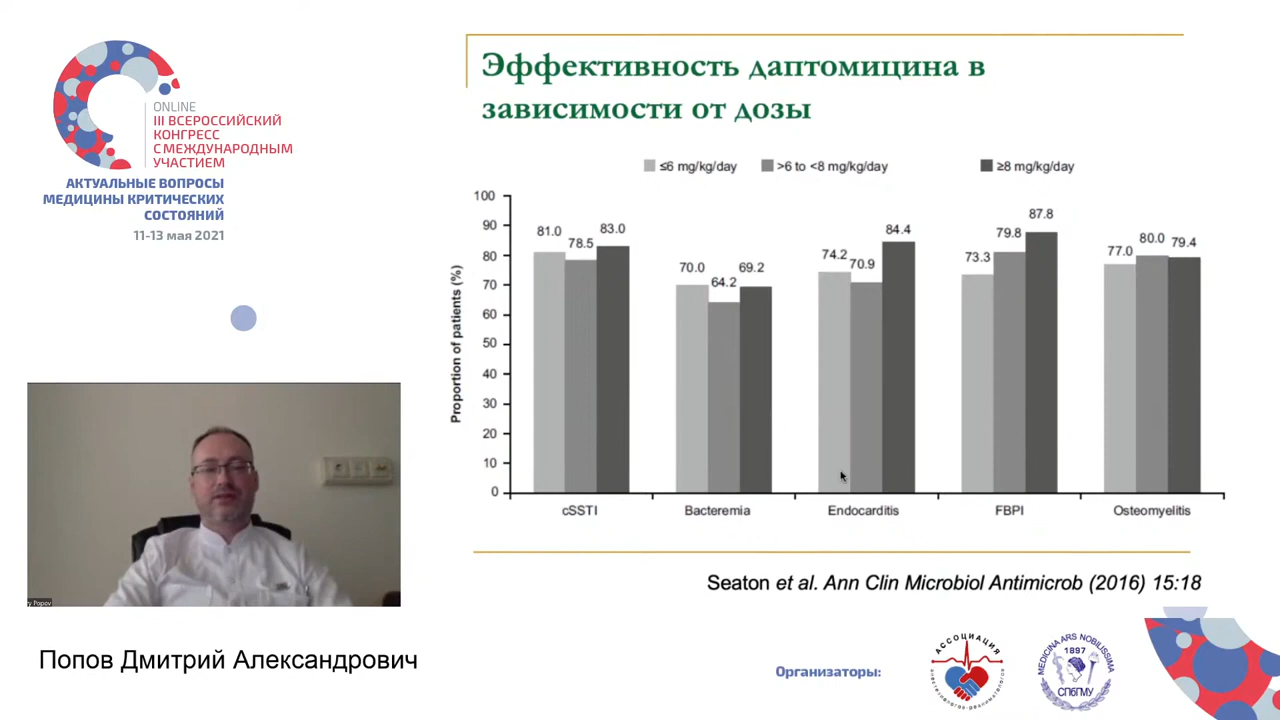 ONLINE
III ВСЕРОССИЙСКИЙ
КОНГРЕСС
С МЕЖДУНАРОДНЫМ
УЧАСТИЕМ
АКТУАЛЬНЫЕ ВОПРОСЫ
МЕДИЦИНЫ КРИТИЧЕСКИХ
СОСТОЯНИЙ
11-13 мая 2021
Эффективность даптомицина в
зависимости от дозы
≤6 mg/kg/day >6 to <8 mg/kg/day ≥8 mg/kg/day
Proportion of patients (%)
100
90
80
70
60
50
40
30
20
10
0
81.0 78.5 83.0
70.0 64.2 69.2
74.2 70.9 84.4
73.3 79.8 87.8
77.0 80.0 79.4
cSSTI Bacteremia Endocarditis FBPI Osteomyelitis
Seaton et al. Ann Clin Microbiol Antimicrob (2016) 15:18
ry Popov
Попов Дмитрий Александрович
Организаторы:
АССОЦИАЦИЯ
MEDICINA ARS NOBILISSIMA
1897
СПбГМУ